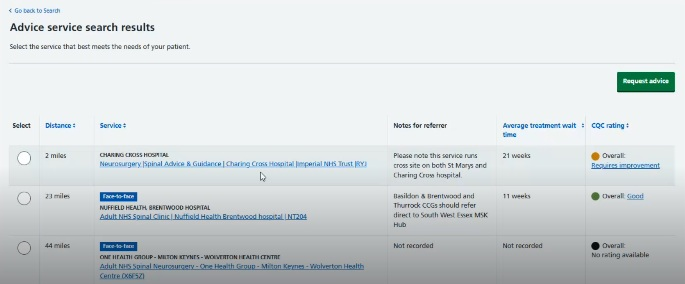 Go back to Search
Advice service search results
Select the service that best meets the needs of your patient.
Request advice
Select
Distance
Service
Notes for referrer
Average treatment wait
time
CQC rating
2 miles
CHARING CROSS HOSPITAL
Neurosurgery |Spinal Advice & Guidance | Charing Cross Hospital |Imperial NHS Trust |RYJ
Please note this service runs
cross site on both St Marys and
Charing Cross hospital.
21 weeks
Overall:
Requires improvement
23 miles
Face-to-face
NUFFIELD HEALTH, BRENTWOOD HOSPITAL
Adult NHS Spinal Clinic | Nuffield Health Brentwood hospital | NT204
Basildon & Brentwood and
Thurrock CCGs should refer
direct to South West Essex MSK
Hub
11 weeks
Overall: Good
44 miles
Face-to-face
ONE HEALTH GROUP - MILTON KEYNES - WOLVERTON HEALTH CENTRE
Adult NHS Spinal Neurosurgery - One Health Group - Milton Keynes - Wolverton Health
Centre (X6F5Z)
Not recorded
Not recorded
Overall:
No rating available